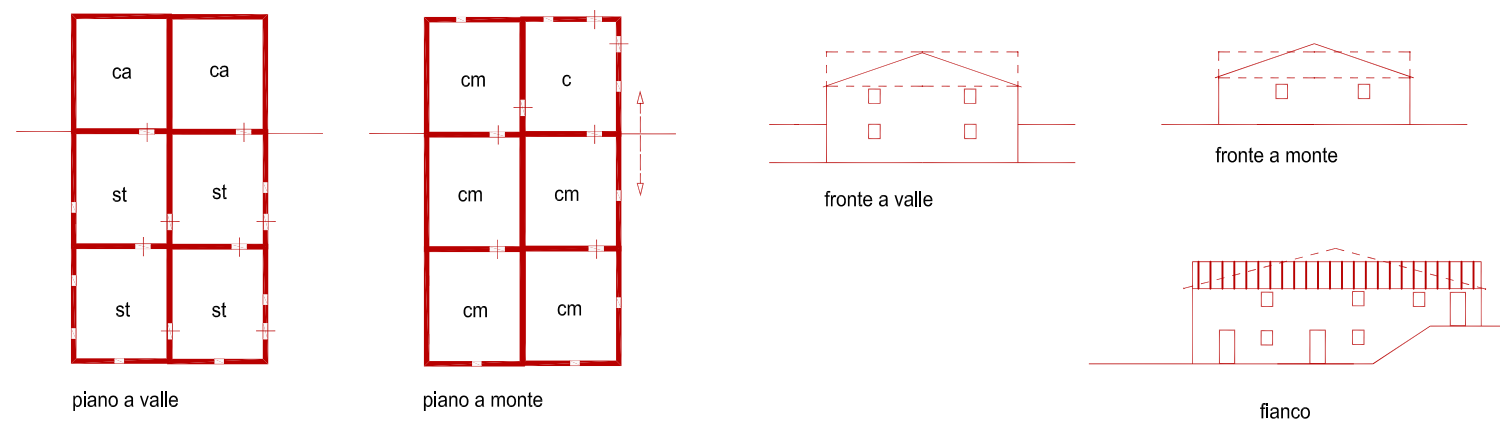 ca ca
st st
st st
piano a valle
cm c
cm cm
cm cm
piano a monte
fronte a valle
fronte a monte
fianco